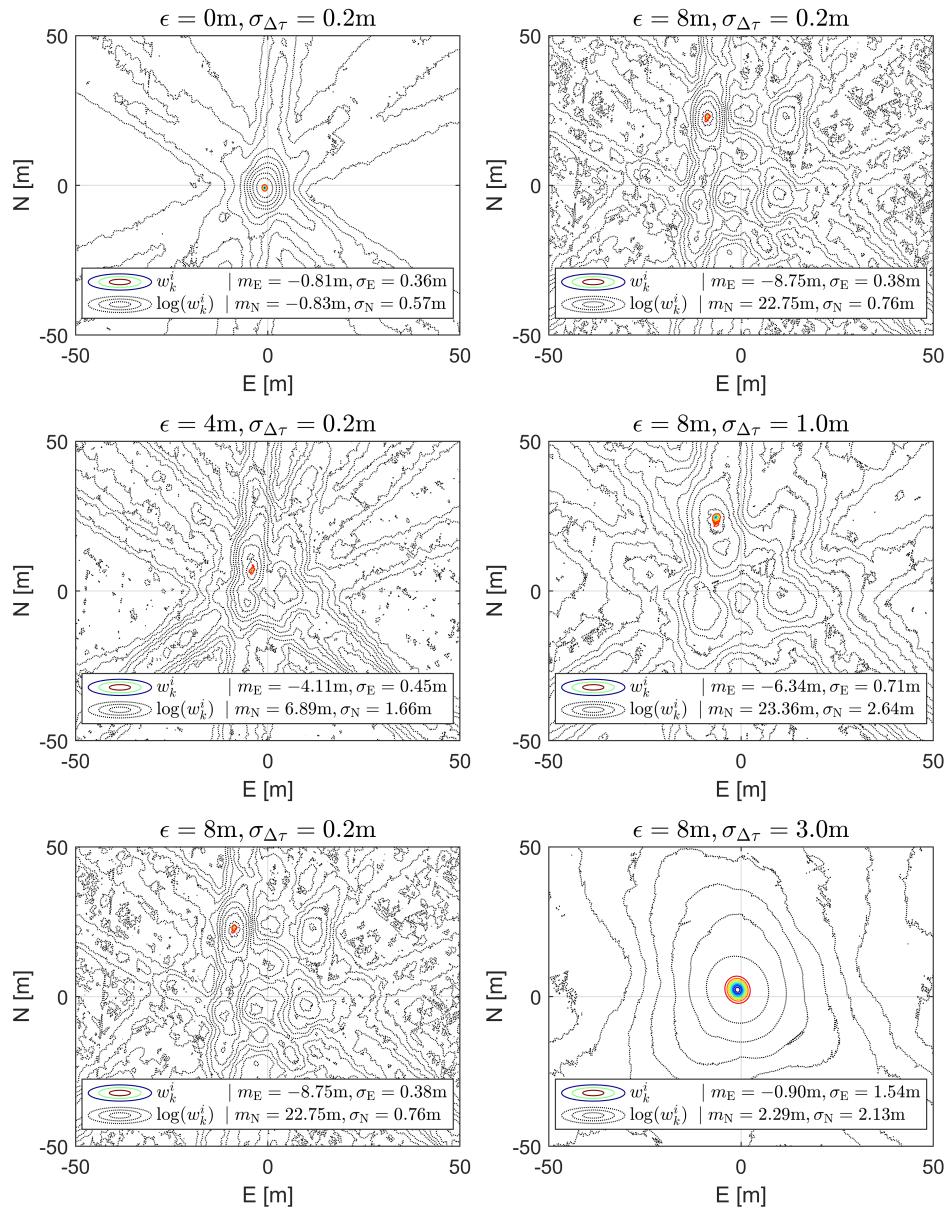 ϵ = 0m, σ_Δτ = 0.2m
50
0
-50
N [m]
w_k^i | m_E = −0.81m, σ_E = 0.36m
log(w_k^i) | m_N = −0.83m, σ_N = 0.57m
-50 0 50
E [m]
ϵ = 8m, σ_Δτ = 0.2m
50
0
-50
N [m]
w_k^i | m_E = −8.75m, σ_E = 0.38m
log(w_k^i) | m_N = 22.75m, σ_N = 0.76m
-50 0 50
E [m]
ϵ = 4m, σ_Δτ = 0.2m
50
0
-50
N [m]
w_k^i | m_E = −4.11m, σ_E = 0.45m
log(w_k^i) | m_N = 6.89m, σ_N = 1.66m
-50 0 50
E [m]
ϵ = 8m, σ_Δτ = 1.0m
50
0
-50
N [m]
w_k^i | m_E = −6.34m, σ_E = 0.71m
log(w_k^i) | m_N = 23.36m, σ_N = 2.64m
-50 0 50
E [m]
ϵ = 8m, σ_Δτ = 0.2m
50
0
-50
N [m]
w_k^i | m_E = −8.75m, σ_E = 0.38m
log(w_k^i) | m_N = 22.75m, σ_N = 0.76m
-50 0 50
E [m]
ϵ = 8m, σ_Δτ = 3.0m
50
0
-50
N [m]
w_k^i | m_E = −0.90m, σ_E = 1.54m
log(w_k^i) | m_N = 2.29m, σ_N = 2.13m
-50 0 50
E [m]